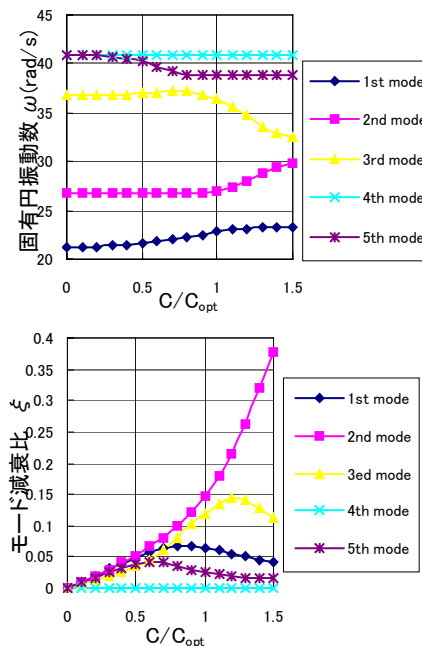 固有円振動数 ω(rad/s)
45
40
35
30
25
20
0
0.5
1
1.5
C/Copt
1st mode
2nd mode
3rd mode
4th mode
5th mode
モード減衰比 ξ
0.4
0.35
0.3
0.25
0.2
0.15
0.1
0.05
0
0
0.5
1
1.5
C/Copt
1st mode
2nd mode
3ed mode
4th mode
5th mode